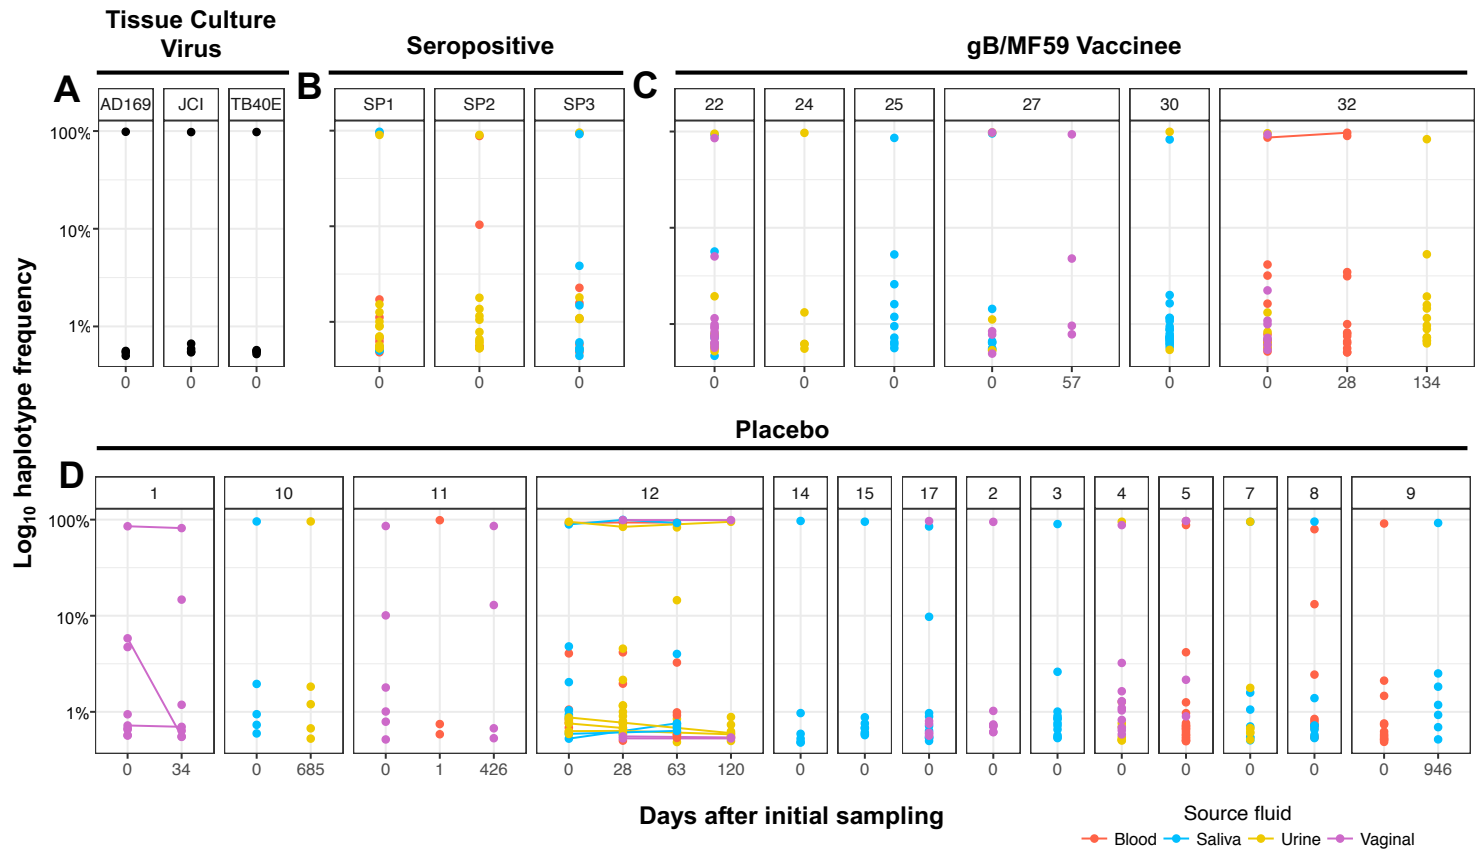 Tissue Culture
Virus
Seropositive
gB/MF59 Vaccinee
A
B
C
AD169 JCI TB40E
SP1 SP2 SP3
22 24 25 27 30 32
100%
10%
1%
0 0 0
0 0 0
0 0 0 0 57 0 0 28 134
Placebo
D
1 10 11 12 14 15 17 2 3 4 5 7 8 9
100%
10%
1%
0 34 0 685 0 1 426 0 28 63 120 0 0 0 0 0 0 0 0 0 0 946
Log10 haplotype frequency
Days after initial sampling
Source fluid
Blood Saliva Urine Vaginal